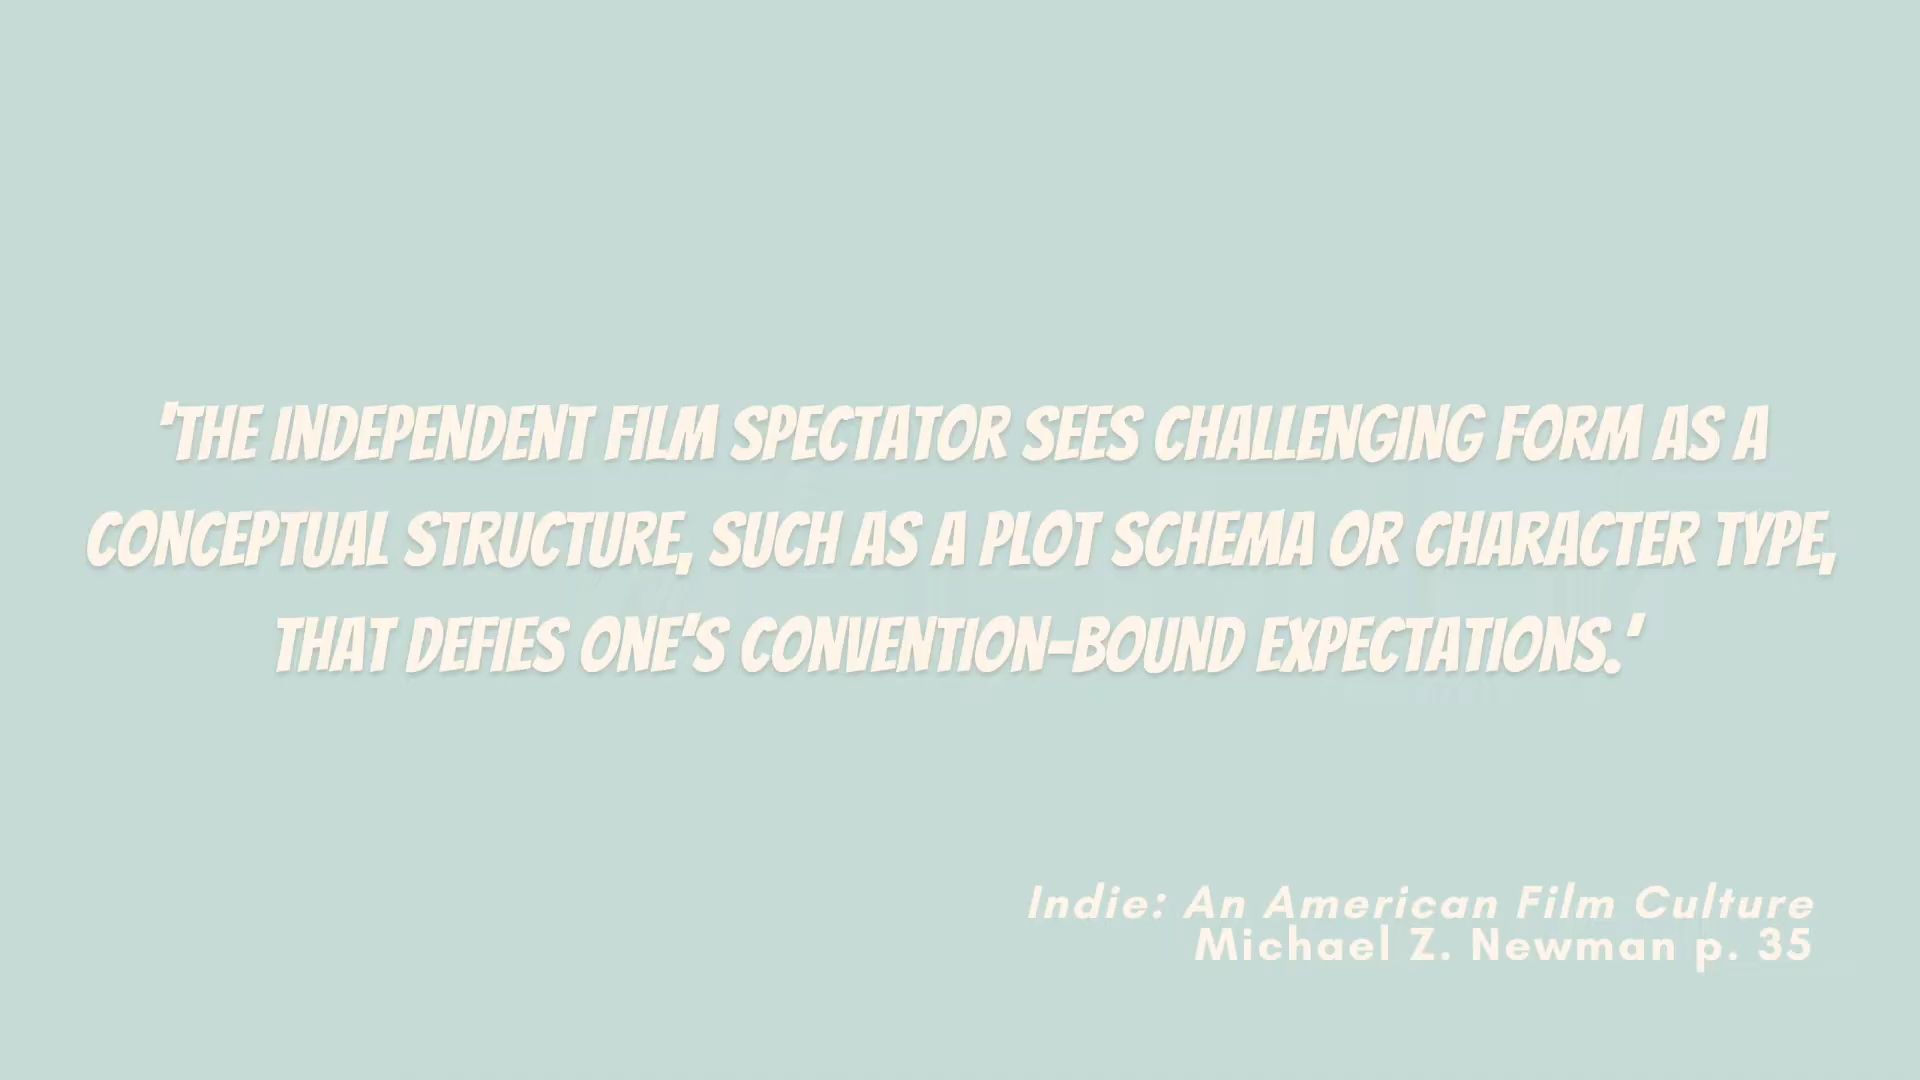 'THE INDEPENDENT FILM SPECTATOR SEES CHALLENGING FORM AS A
CONCEPTUAL STRUCTURE, SUCH AS A PLOT SCHEMA OR CHARACTER TYPE,
THAT DEFIES ONE'S CONVENTION-BOUND EXPECTATIONS.'
Indie: An American Film Culture
Michael Z. Newman p. 35